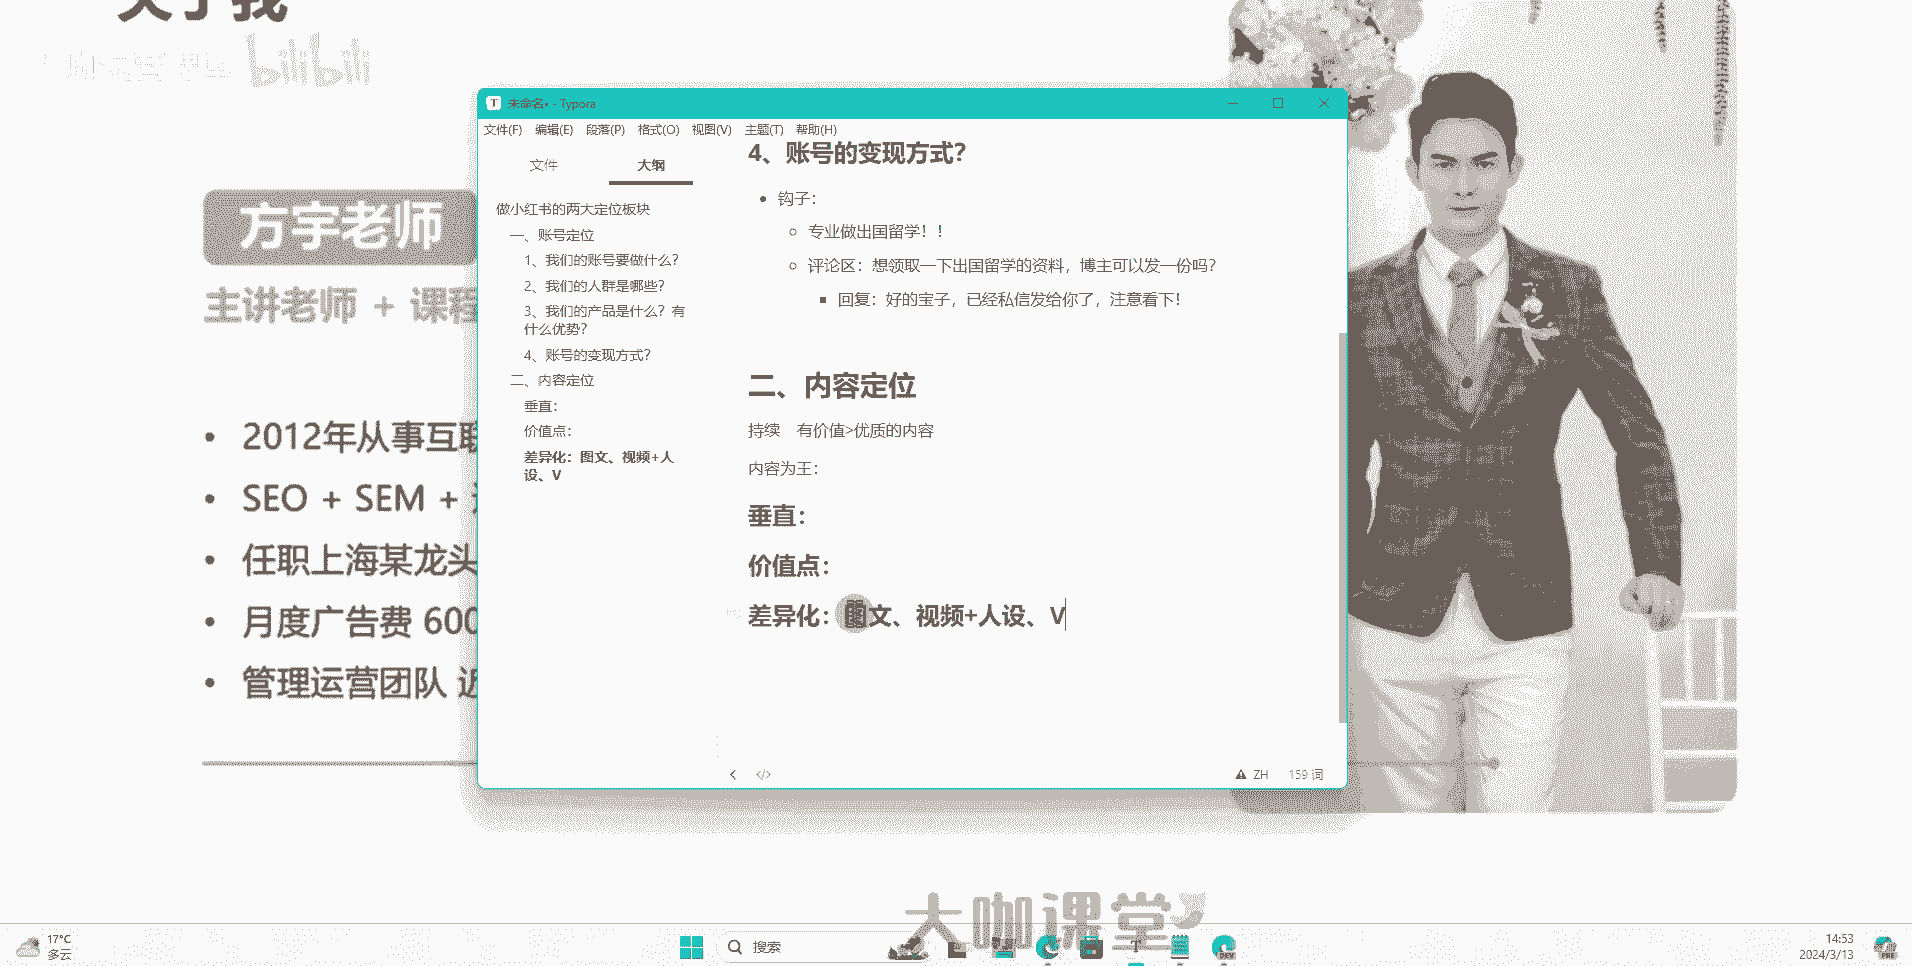 关于我
bilibili
方宇老师
主讲老师 + 课程
2012年从事互联
SEO + SEM +
任职上海某龙头
月度广告费 600
管理运营团队 近
未命名• - Typora
文件(F) 编辑(E) 段落(P) 格式(O) 视图(V) 主题(T) 帮助(H)
文件 大纲
做小红书的两大定位板块
一、账号定位
1、我们的账号要做什么？
2、我们的人群是哪些？
3、我们的产品是什么？有
什么优势？
4、账号的变现方式？
二、内容定位
垂直：
价值点：
差异化：图文、视频+人
设、V
4、账号的变现方式？
钩子：
专业做出国留学！！
评论区：想领取一下出国留学的资料，博主可以发一份吗？
回复：好的宝子，已经私信发给你了，注意看下！
二、内容定位
持续 有价值>优质的内容
内容为王：
垂直：
价值点：
差异化：图文、视频+人设、V
ZH 159 词
大咖课堂
17°C
多云
搜索
14:53
2024/3/13